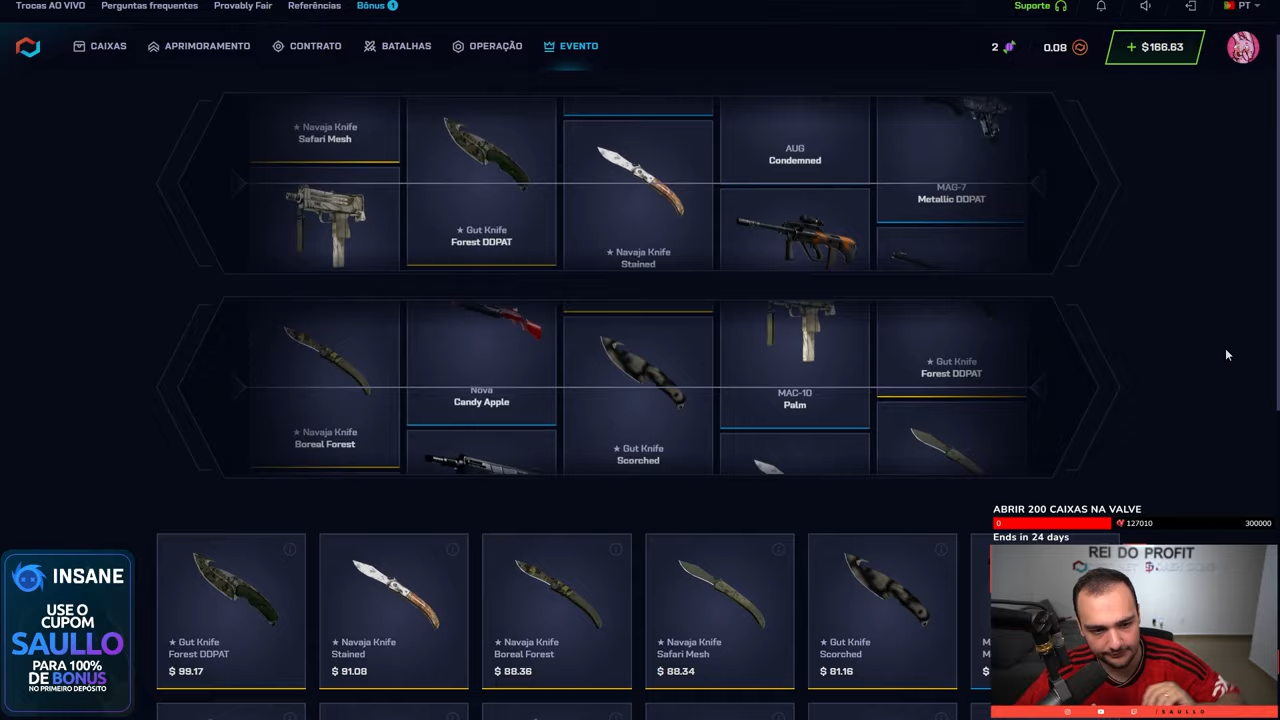 Trocas AO VIVO
Perguntas frequentes
Provably Fair
Referências
Bônus 1
Suporte
PT
CAIXAS
APRIMORAMENTO
CONTRATO
BATALHAS
OPERAÇÃO
EVENTO
2
0.08
+ $166.63
★ Navaja Knife
Safari Mesh
★ Gut Knife
Forest DDPAT
★ Navaja Knife
Stained
AUG
Condemned
MAG-7
Metallic DDPAT
★ Navaja Knife
Boreal Forest
Nova
Candy Apple
★ Gut Knife
Scorched
MAC-10
Palm
★ Gut Knife
Forest DDPAT
ABRIR 200 CAIXAS NA VALVE
0
127010
300000
Ends in 24 days
REI DO PROFIT
INSANE
USE O
CUPOM
SAULLO
PARA 100%
DE BONUS
NO PRIMEIRO DEPÓSITO
★ Gut Knife
Forest DDPAT
$ 99.17
★ Navaja Knife
Stained
$ 91.08
★ Navaja Knife
Boreal Forest
$ 88.36
★ Navaja Knife
Safari Mesh
$ 88.34
★ Gut Knife
Scorched
$ 81.16
/SAULLO